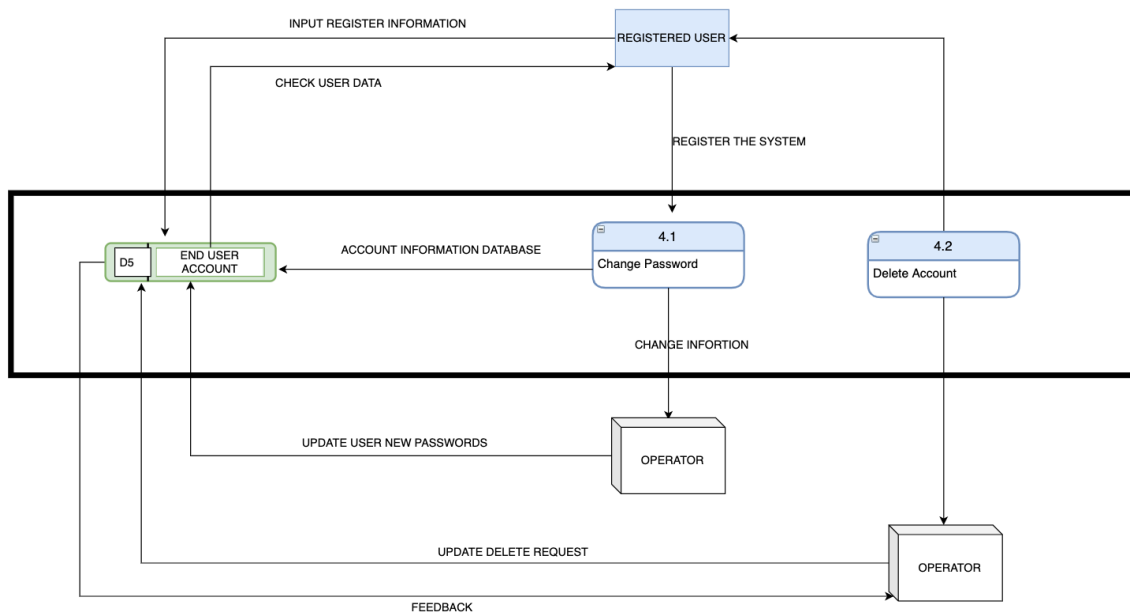 INPUT REGISTER INFORMATION
REGISTERED USER
CHECK USER DATA
REGISTER THE SYSTEM
4.1
Change Password
4.2
Delete Account
D5
END USER
ACCOUNT
ACCOUNT INFORMATION DATABASE
CHANGE INFORTION
UPDATE USER NEW PASSWORDS
OPERATOR
UPDATE DELETE REQUEST
OPERATOR
FEEDBACK